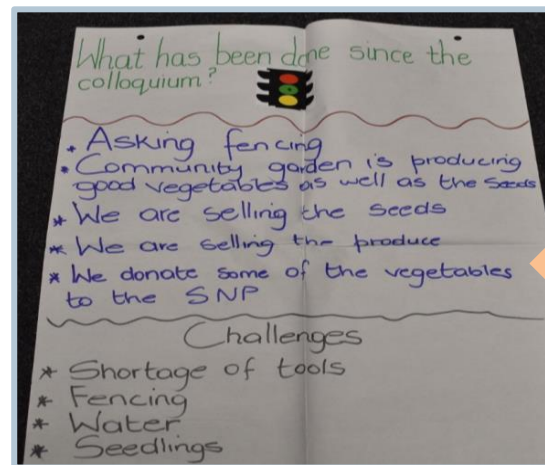 What has been done since the
colloquium?
• Asking fencing
• Community garden is producing
good vegetables as well as the seeds
* We are selling the seeds
* We are selling the produce
* We donate some of the vegetables
to the SNP
Challenges
* Shortage of tools
* Fencing
* Water
* Seedlings